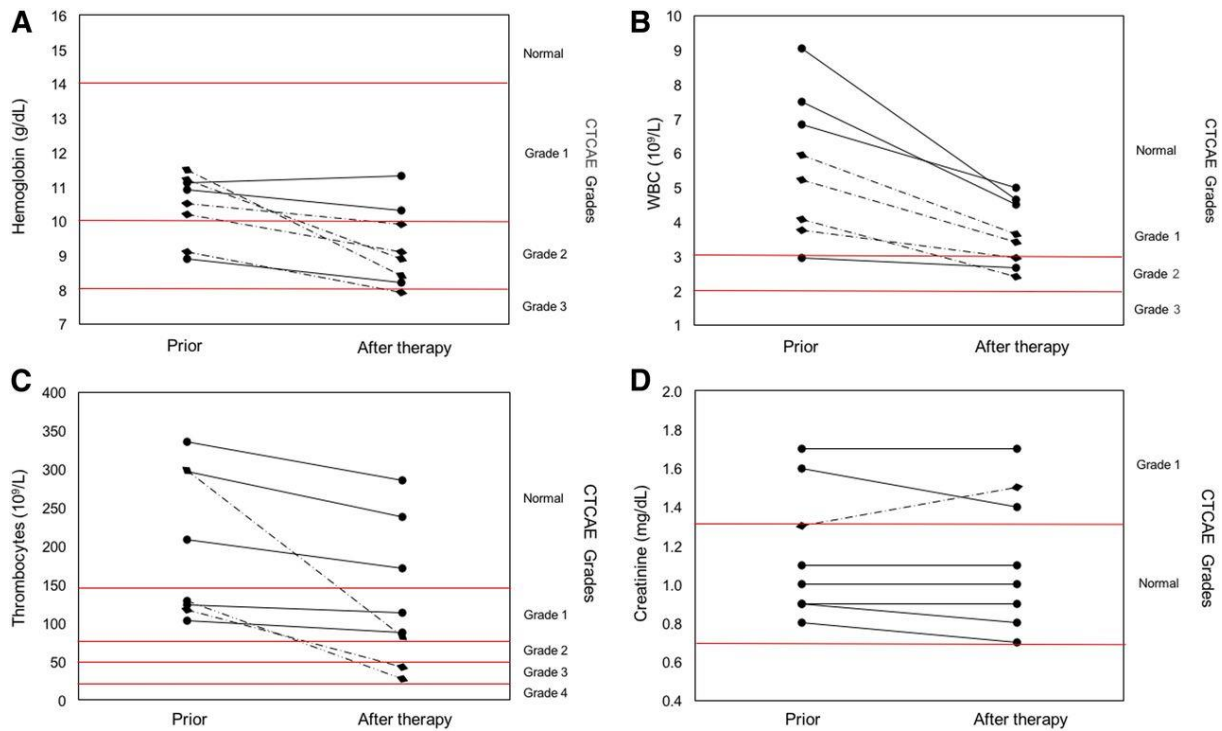 A
Hemoglobin (g/dL)
16
15
14
13
12
11
10
9
8
7
Prior
After therapy
Normal
Grade 1
Grade 2
Grade 3
CTCAE Grades
B
WBC (10⁹/L)
10
9
8
7
6
5
4
3
2
1
Prior
After therapy
Normal
Grade 1
Grade 2
Grade 3
CTCAE Grades
C
Thrombocytes (10⁹/L)
400
350
300
250
200
150
100
50
0
Prior
After therapy
Normal
Grade 1
Grade 2
Grade 3
Grade 4
CTCAE Grades
D
Creatinine (mg/dL)
2.0
1.8
1.6
1.4
1.2
1.0
0.8
0.6
0.4
Prior
After therapy
Grade 1
Normal
CTCAE Grades